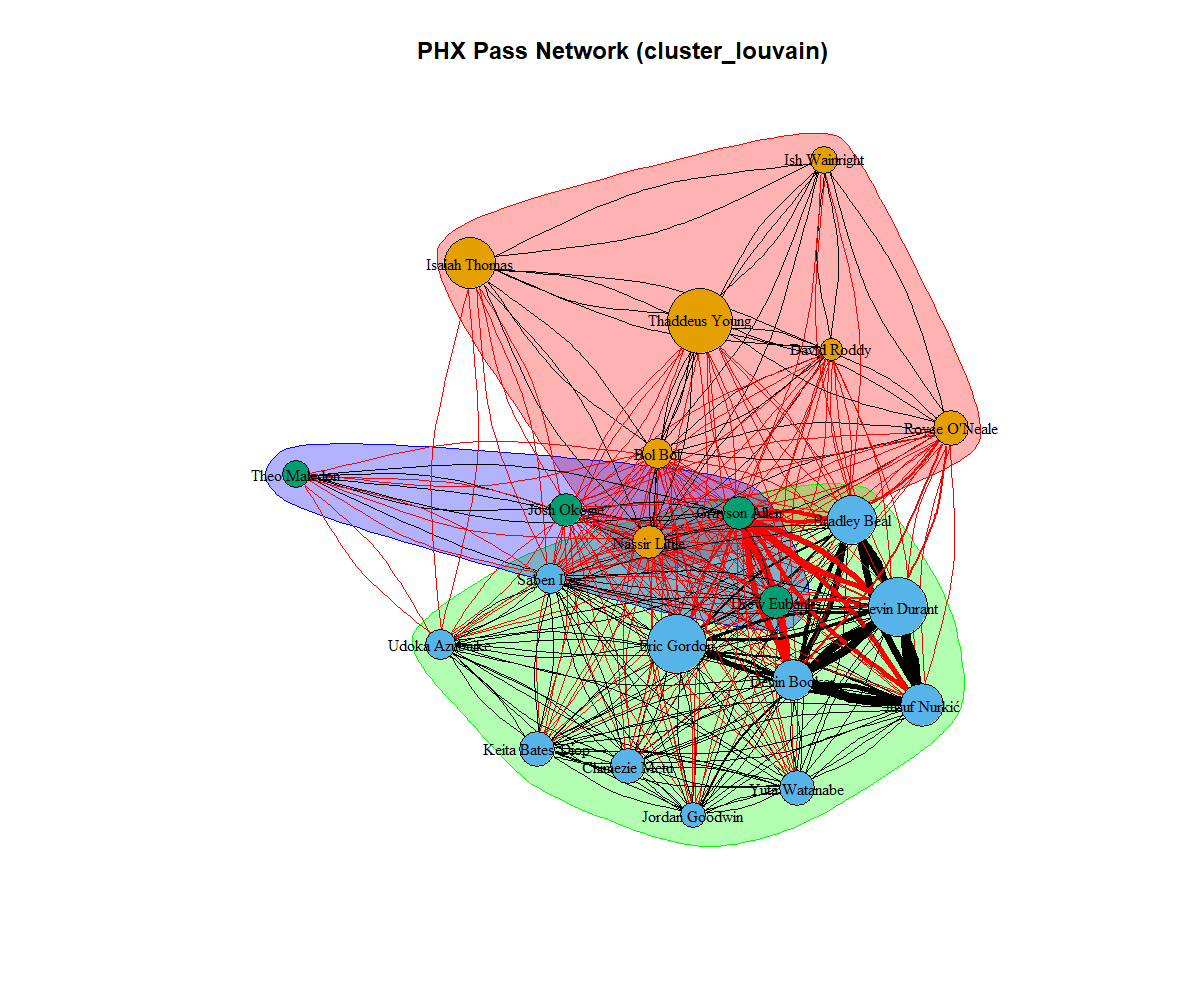 PHX Pass Network (cluster_louvain)
Ish Wainright
Isaiah Thomas
Thaddeus Young
David Roddy
Royce O'Neale
Bol Bol
Theo Maledon
Josh Okogie
Grayson Allen
Bradley Beal
Nassir Little
Saben Lee
Drew Eubanks
Kevin Durant
Udoka Azubuike
Eric Gordon
Devin Booker
Jusuf Nurkić
Keita Bates-Diop
Chimezie Metu
Yuta Watanabe
Jordan Goodwin